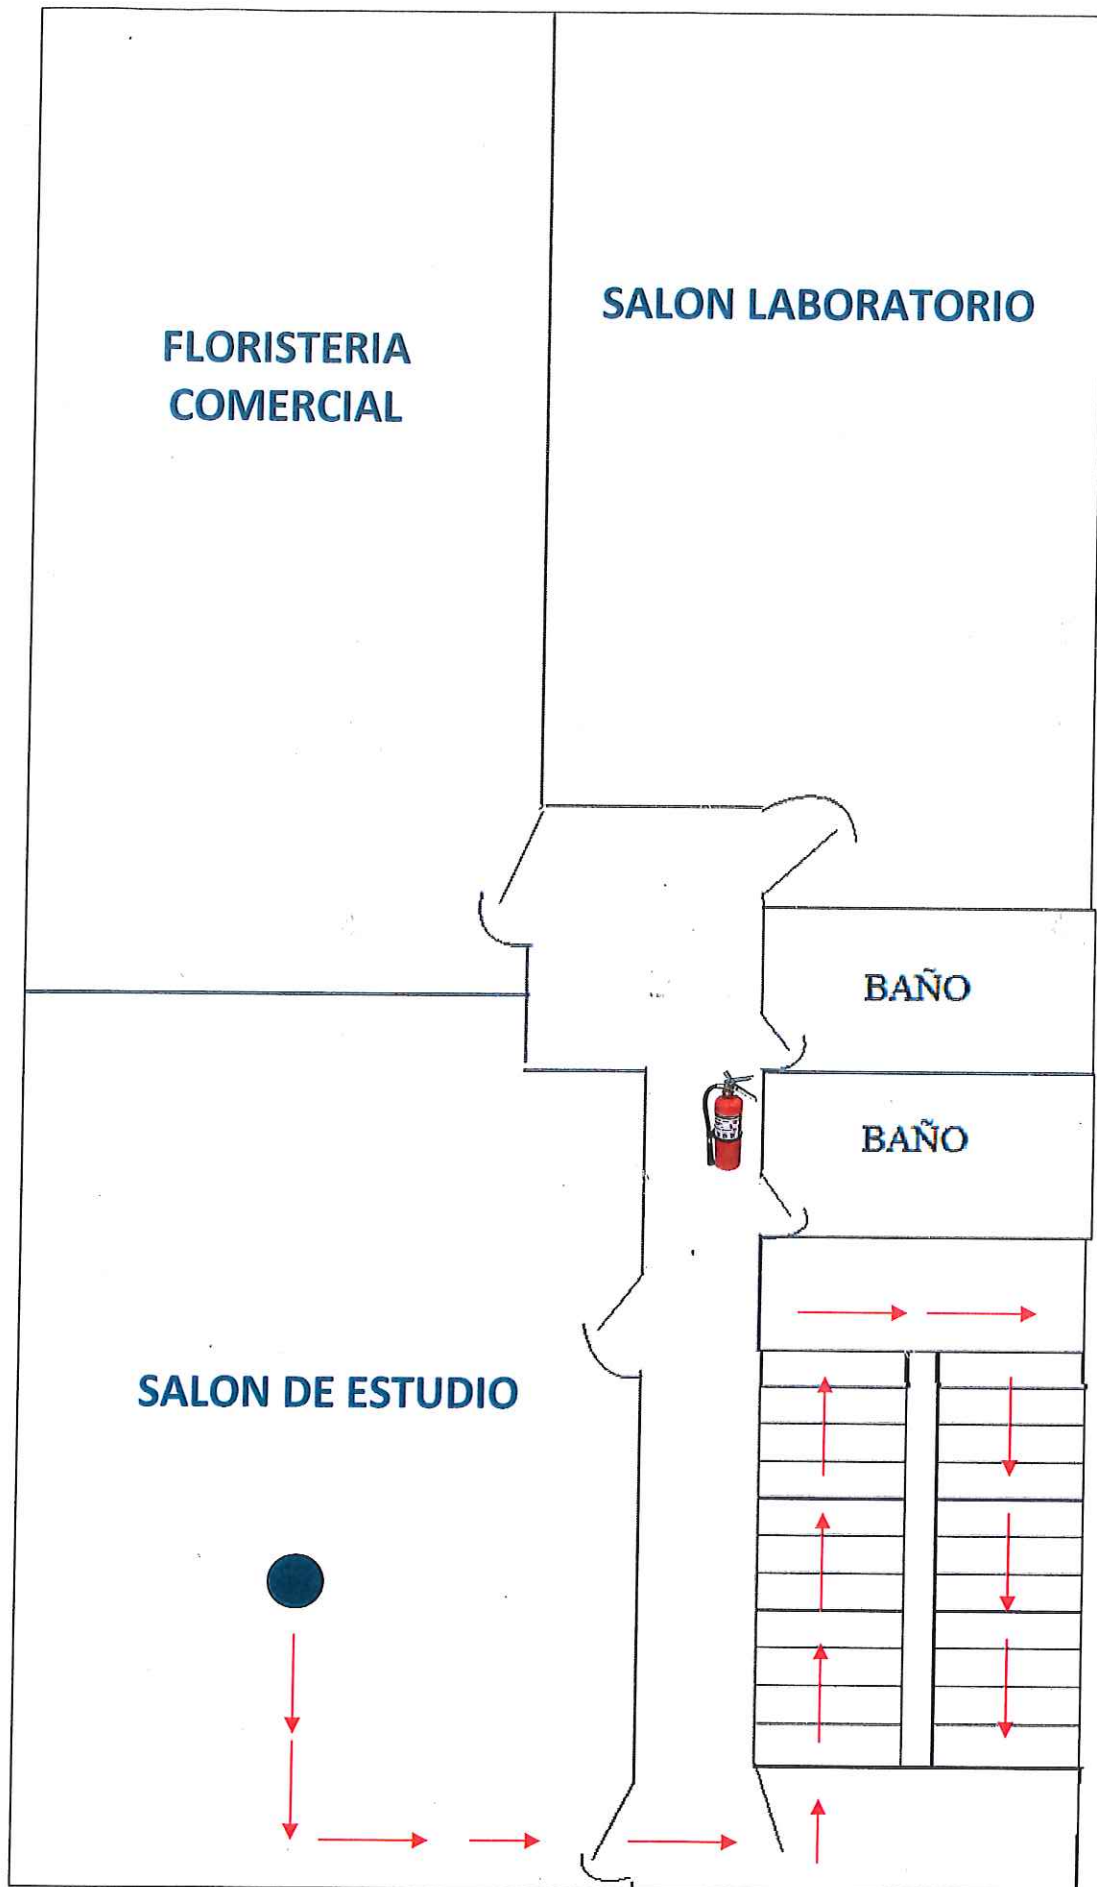 FLORISTERIA
COMERCIAL
SALON LABORATORIO
BAÑO
BAÑO
SALON DE ESTUDIO